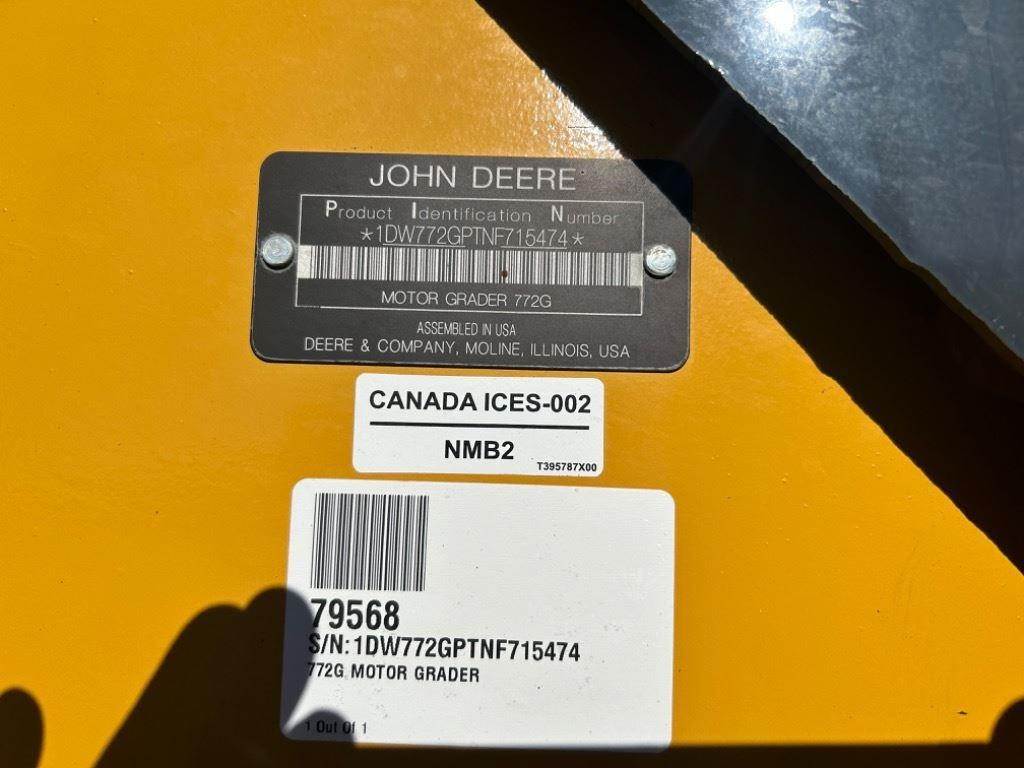 JOHN DEERE
Product Identification Number
*1DW772GPTNF715474*
MOTOR GRADER 772G
ASSEMBLED IN USA
DEERE & COMPANY, MOLINE, ILLINOIS, USA
CANADA ICES-002
NMB2
T395787X00
79568
S/N: 1DW772GPTNF715474
772G MOTOR GRADER
1 Out Of 1